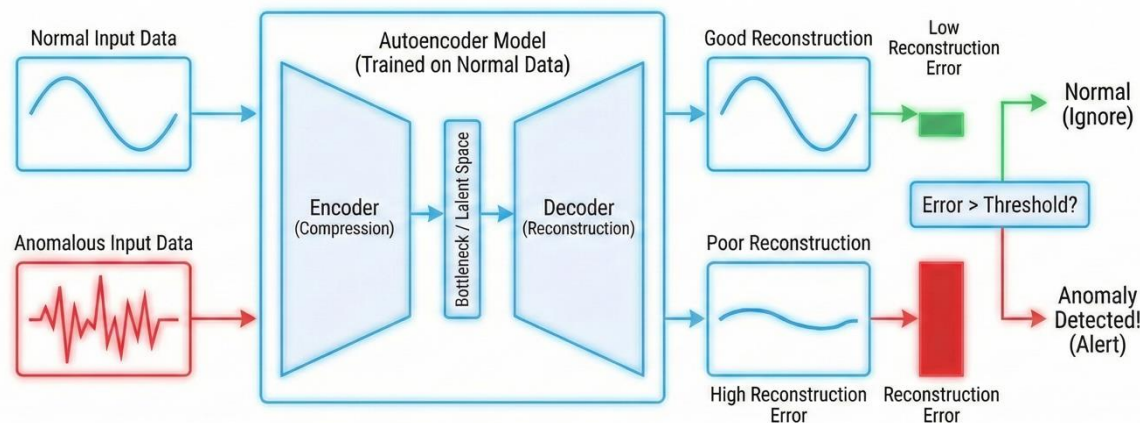 Normal Input Data
Autoencoder Model
(Trained on Normal Data)
Good Reconstruction
Low
Reconstruction
Error
Normal
(Ignore)
Encoder
(Compression)
Bottleneck / Lalent Space
Decoder
(Reconstruction)
Error > Threshold?
Anomalous Input Data
Poor Reconstruction
Anomaly
Detected!
(Alert)
High Reconstruction
Error
Reconstruction
Error